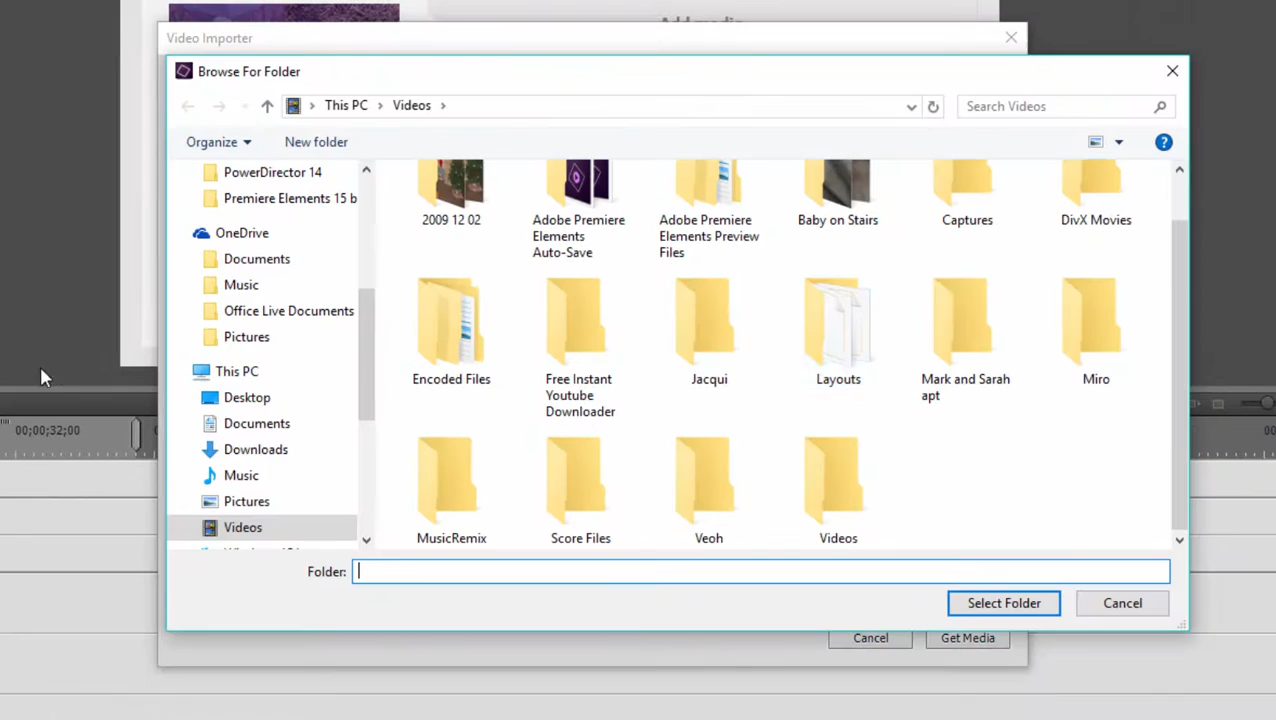 Video Importer
Browse For Folder
This PC
Videos
Search Videos
Organize
New folder
PowerDirector 14
Premiere Elements 15 b
OneDrive
Documents
Music
Office Live Documents
Pictures
This PC
Desktop
Documents
Downloads
Music
Pictures
Videos
2009 12 02
Adobe Premiere
Elements
Auto-Save
Adobe Premiere
Elements Preview
Files
Baby on Stairs
Captures
DivX Movies
Encoded Files
Free Instant
Youtube
Downloader
Jacqui
Layouts
Mark and Sarah
apt
Miro
MusicRemix
Score Files
Veoh
Videos
Folder:
Select Folder
Cancel
Cancel
Get Media
00;00;32;00